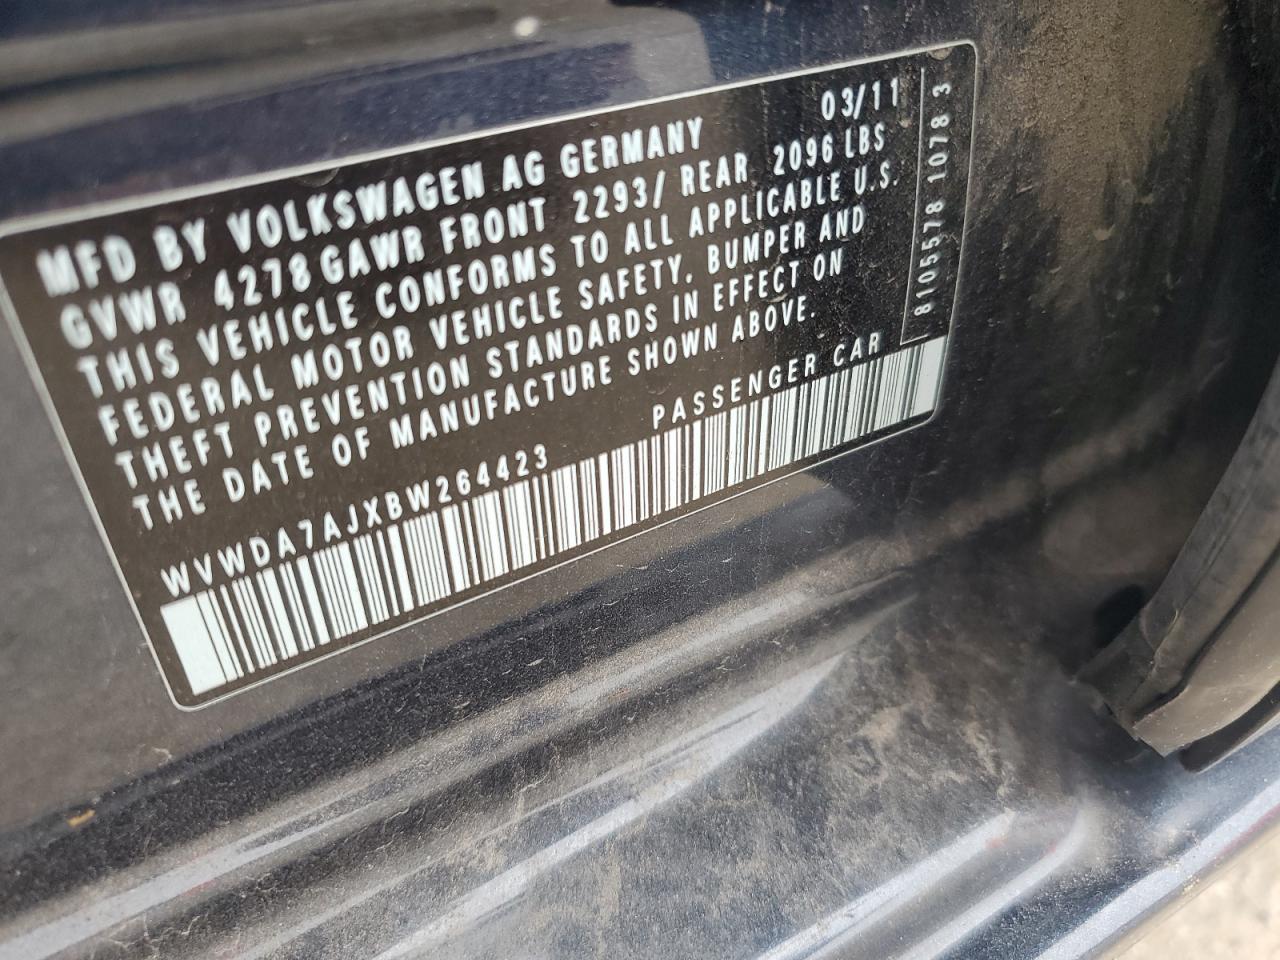 MFD BY VOLKSWAGEN AG GERMANY 03/11
GVWR 4278 GAWR FRONT 2293/ REAR 2096 LBS
THIS VEHICLE CONFORMS TO ALL APPLICABLE U.S.
FEDERAL MOTOR VEHICLE SAFETY, BUMPER AND
THEFT PREVENTION STANDARDS IN EFFECT ON
THE DATE OF MANUFACTURE SHOWN ABOVE.
WVWDA7AJXBW264423 PASSENGER CAR
8105578 1078 3